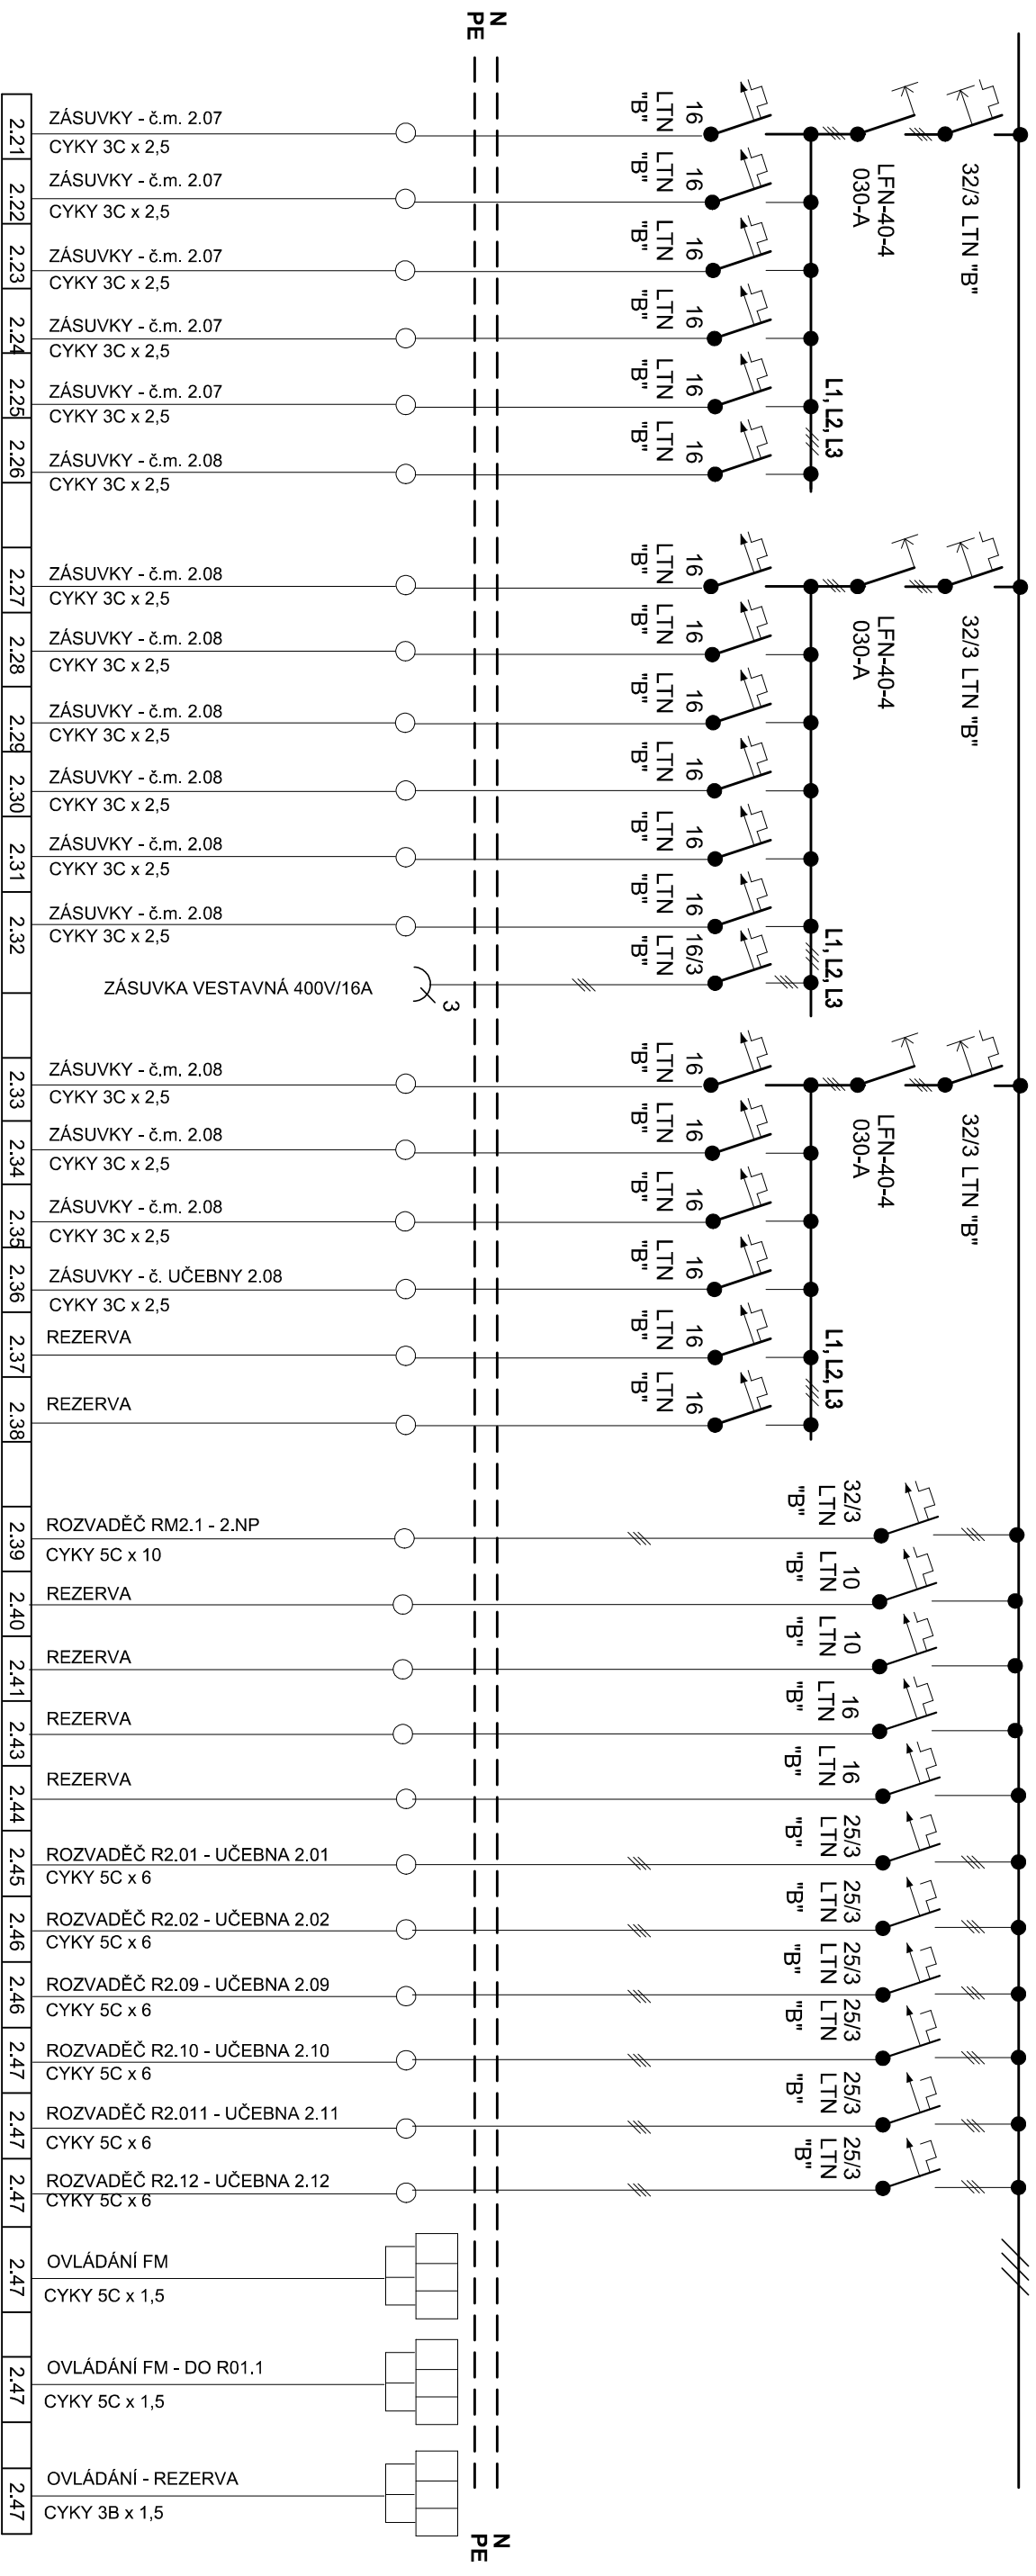 N
PE
2.21
ZÁSUVKY - č.m. 2.07
CYKY 3C x 2,5
16
LTN
"B"
32/3 LTN "B"
LFN-40-4
030-A
2.22
ZÁSUVKY - č.m. 2.07
CYKY 3C x 2,5
16
LTN
"B"
2.23
ZÁSUVKY - č.m. 2.07
CYKY 3C x 2,5
16
LTN
"B"
2.24
ZÁSUVKY - č.m. 2.07
CYKY 3C x 2,5
16
LTN
"B"
2.25
ZÁSUVKY - č.m. 2.07
CYKY 3C x 2,5
16
LTN
"B"
L1, L2, L3
2.26
ZÁSUVKY - č.m. 2.08
CYKY 3C x 2,5
16
LTN
"B"
2.27
ZÁSUVKY - č.m. 2.08
CYKY 3C x 2,5
16
LTN
"B"
32/3 LTN "B"
LFN-40-4
030-A
2.28
ZÁSUVKY - č.m. 2.08
CYKY 3C x 2,5
16
LTN
"B"
2.29
ZÁSUVKY - č.m. 2.08
CYKY 3C x 2,5
16
LTN
"B"
2.30
ZÁSUVKY - č.m. 2.08
CYKY 3C x 2,5
16
LTN
"B"
2.31
ZÁSUVKY - č.m. 2.08
CYKY 3C x 2,5
16
LTN
"B"
2.32
ZÁSUVKY - č.m. 2.08
CYKY 3C x 2,5
16
LTN
"B"
L1, L2, L3
ZÁSUVKA VESTAVNÁ 400V/16A
3
16/3
LTN
"B"
2.33
ZÁSUVKY - č.m. 2.08
CYKY 3C x 2,5
16
LTN
"B"
32/3 LTN "B"
LFN-40-4
030-A
2.34
ZÁSUVKY - č.m. 2.08
CYKY 3C x 2,5
16
LTN
"B"
2.35
ZÁSUVKY - č.m. 2.08
CYKY 3C x 2,5
16
LTN
"B"
2.36
ZÁSUVKY - č. UČEBNY 2.08
CYKY 3C x 2,5
16
LTN
"B"
2.37
REZERVA
16
LTN
"B"
L1, L2, L3
2.38
REZERVA
16
LTN
"B"
2.39
ROZVADĚČ RM2.1 - 2.NP
CYKY 5C x 10
32/3
LTN
"B"
2.40
REZERVA
10
LTN
"B"
2.41
REZERVA
10
LTN
"B"
2.43
REZERVA
16
LTN
"B"
2.44
REZERVA
16
LTN
"B"
2.45
ROZVADĚČ R2.01 - UČEBNA 2.01
CYKY 5C x 6
25/3
LTN
"B"
2.46
ROZVADĚČ R2.02 - UČEBNA 2.02
CYKY 5C x 6
25/3
LTN
"B"
2.46
ROZVADĚČ R2.09 - UČEBNA 2.09
CYKY 5C x 6
25/3
LTN
"B"
2.47
ROZVADĚČ R2.10 - UČEBNA 2.10
CYKY 5C x 6
25/3
LTN
"B"
2.47
ROZVADĚČ R2.011 - UČEBNA 2.11
CYKY 5C x 6
25/3
LTN
"B"
2.47
ROZVADĚČ R2.12 - UČEBNA 2.12
CYKY 5C x 6
25/3
LTN
"B"
2.47
OVLÁDÁNÍ FM
CYKY 5C x 1,5
2.47
OVLÁDÁNÍ FM - DO R01.1
CYKY 5C x 1,5
2.47
OVLÁDÁNÍ - REZERVA
CYKY 3B x 1,5
N
PE